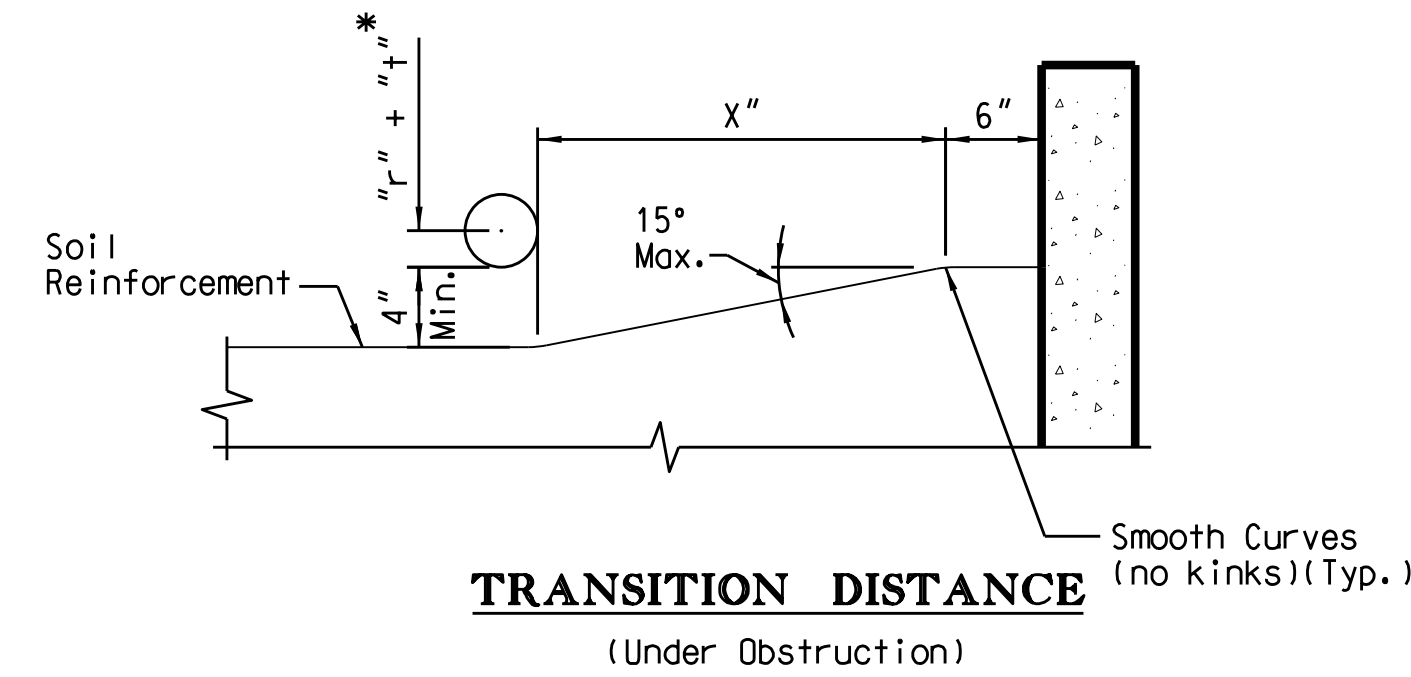 "r" + "t"*
X"
6"
15°
Max.
Soil
Reinforcement
4"
Min.
Smooth Curves
(no kinks)(Typ.)
TRANSITION DISTANCE
(Under Obstruction)